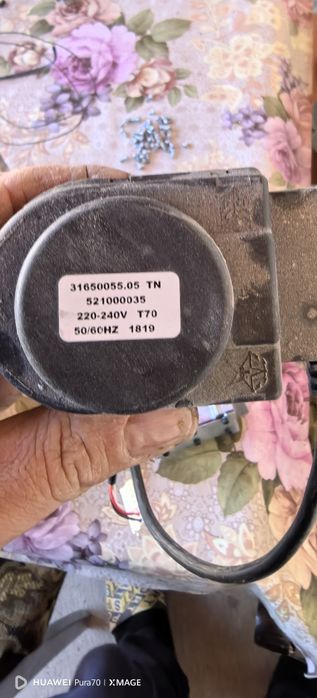 31650055.05 TN
521000035
220-240V T70
50/60HZ 1819
HUAWEI Pura70 | XMAGE